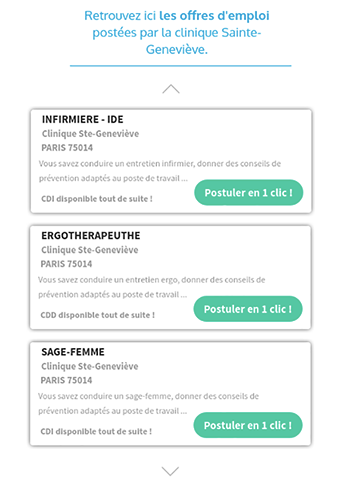 Retrouvez ici les offres d'emploi
postées par la clinique Sainte-
Geneviève.
INFIRMIERE - IDE
Clinique Ste-Geneviève
PARIS 75014
Vous savez conduire un entretien infirmier, donner des conseils de
prévention adaptés au poste de travail ...
Postuler en 1 clic !
CDI disponible tout de suite !
ERGOTHERAPEUTHE
Clinique Ste-Geneviève
PARIS 75014
Vous savez conduire un entretien ergo, donner des conseils de
prévention adaptés au poste de travail ...
Postuler en 1 clic !
CDD disponible tout de suite !
SAGE-FEMME
Clinique Ste-Geneviève
PARIS 75014
Vous savez conduire un sage-femme, donner des conseils de
prévention adaptés au poste de travail ...
Postuler en 1 clic !
CDI disponible tout de suite !